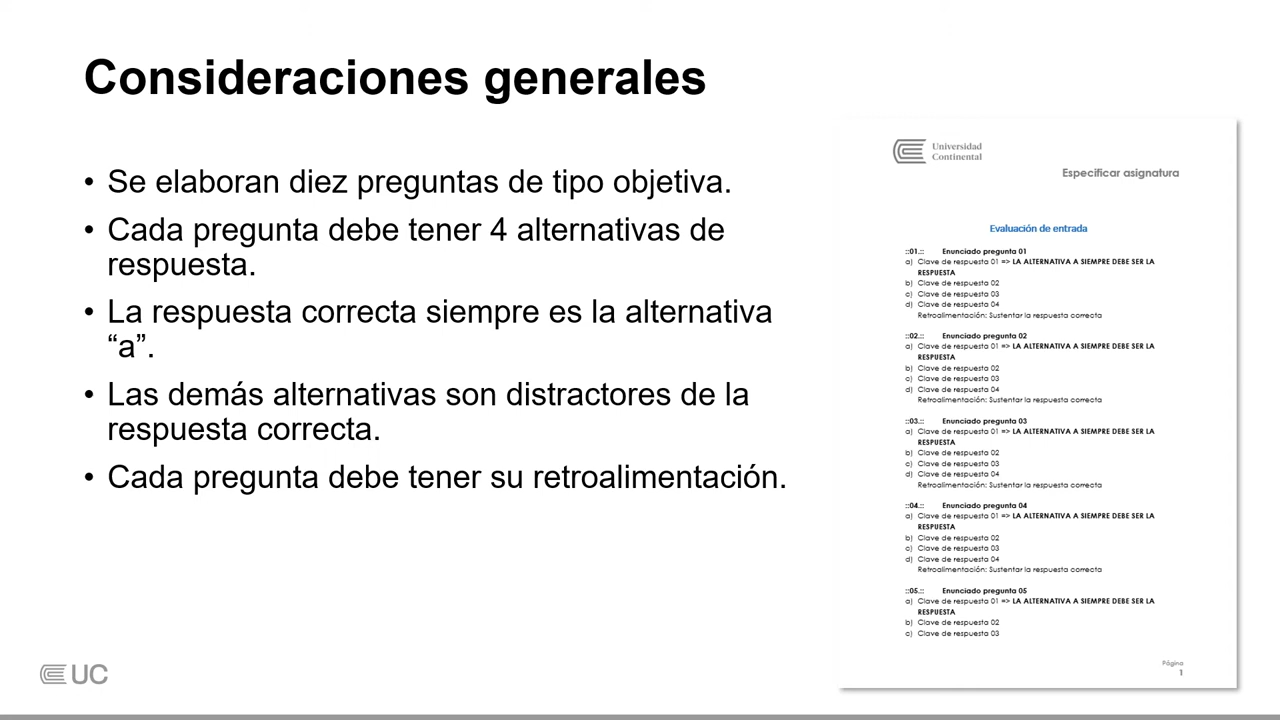 Consideraciones generales
• Se elaboran diez preguntas de tipo objetiva.
• Cada pregunta debe tener 4 alternativas de
respuesta.
• La respuesta correcta siempre es la alternativa
“a”.
• Las demás alternativas son distractores de la
respuesta correcta.
• Cada pregunta debe tener su retroalimentación.
UC
Universidad
Continental
Especificar asignatura
Evaluación de entrada
::01.:: Enunciado pregunta 01
a) Clave de respuesta 01 => LA ALTERNATIVA A SIEMPRE DEBE SER LA
RESPUESTA
b) Clave de respuesta 02
c) Clave de respuesta 03
d) Clave de respuesta 04
Retroalimentación: Sustentar la respuesta correcta
::02.:: Enunciado pregunta 02
a) Clave de respuesta 01 => LA ALTERNATIVA A SIEMPRE DEBE SER LA
RESPUESTA
b) Clave de respuesta 02
c) Clave de respuesta 03
d) Clave de respuesta 04
Retroalimentación: Sustentar la respuesta correcta
::03.:: Enunciado pregunta 03
a) Clave de respuesta 01 => LA ALTERNATIVA A SIEMPRE DEBE SER LA
RESPUESTA
b) Clave de respuesta 02
c) Clave de respuesta 03
d) Clave de respuesta 04
Retroalimentación: Sustentar la respuesta correcta
::04.:: Enunciado pregunta 04
a) Clave de respuesta 01 => LA ALTERNATIVA A SIEMPRE DEBE SER LA
RESPUESTA
b) Clave de respuesta 02
c) Clave de respuesta 03
d) Clave de respuesta 04
Retroalimentación: Sustentar la respuesta correcta
::05.:: Enunciado pregunta 05
a) Clave de respuesta 01 => LA ALTERNATIVA A SIEMPRE DEBE SER LA
RESPUESTA
b) Clave de respuesta 02
c) Clave de respuesta 03
Página
1